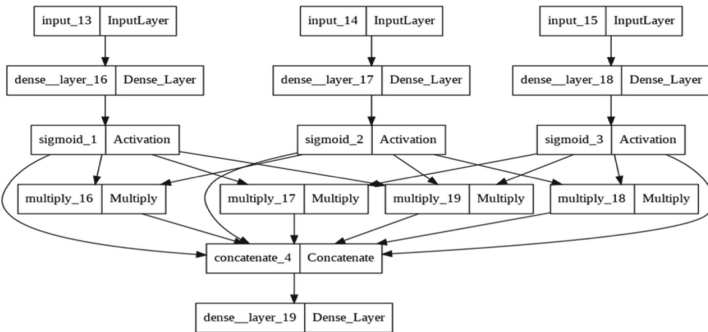 input_13 InputLayer input_14 InputLayer input_15 InputLayer
dense__layer_16 Dense_Layer dense__layer_17 Dense_Layer dense__layer_18 Dense_Layer
sigmoid_1 Activation sigmoid_2 Activation sigmoid_3 Activation
multiply_16 Multiply multiply_17 Multiply multiply_19 Multiply multiply_18 Multiply
concatenate_4 Concatenate
dense__layer_19 Dense_Layer